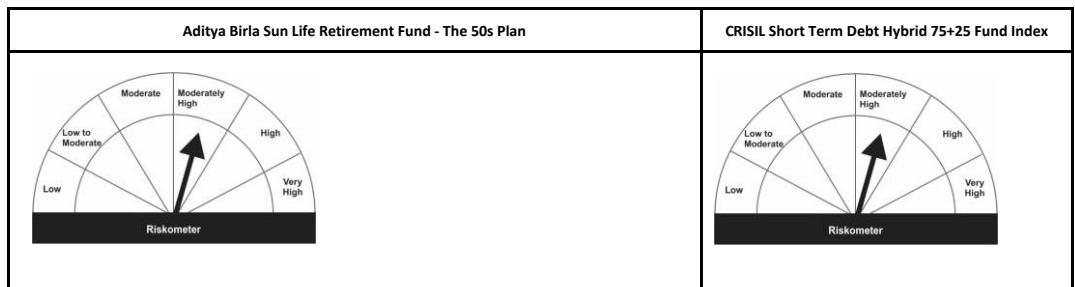 Aditya Birla Sun Life Retirement Fund - The 50s Plan
CRISIL Short Term Debt Hybrid 75+25 Fund Index
Moderate
Moderately
High
Low to
Moderate
High
Low
Very
High
Riskometer
Moderate
Moderately
High
Low to
Moderate
High
Low
Very
High
Riskometer